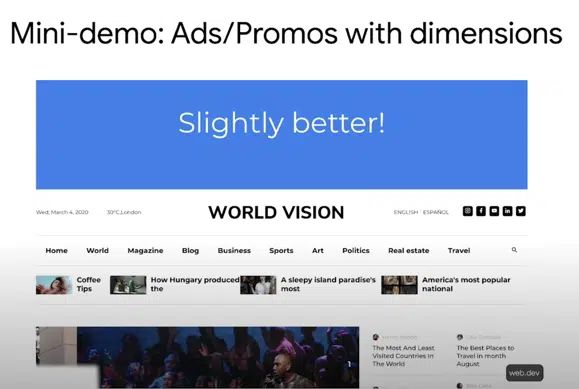 Mini-demo: Ads/Promos with dimensions
Slightly better!
Wed, March 4, 2020
30°C,London
WORLD VISION
ENGLISH
ESPAÑOL
Home
World
Magazine
Blog
Business
Sports
Art
Politics
Real estate
Travel
Coffee
Tips
How Hungary produced
the
A sleepy island paradise's
most
America's most popular
national
The Most And Least
Visited Countries In
The World
The Best Places to
Travel in month
August
web.dev